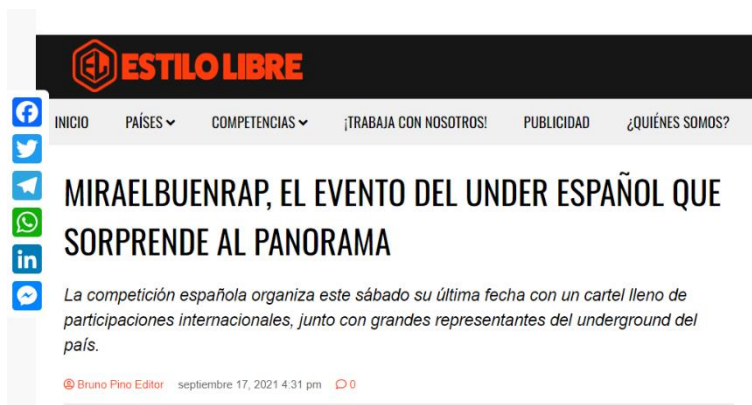 EL ESTILO LIBRE
INICIO PAÍSES COMPETENCIAS ¡TRABAJA CON NOSOTROS! PUBLICIDAD ¿QUIÉNES SOMOS?
MIRAELBUENRAP, EL EVENTO DEL UNDER ESPAÑOL QUE
SORPRENDE AL PANORAMA
La competición española organiza este sábado su última fecha con un cartel lleno de
participaciones internacionales, junto con grandes representantes del underground del
país.
Bruno Pino Editor septiembre 17, 2021 4:31 pm 0